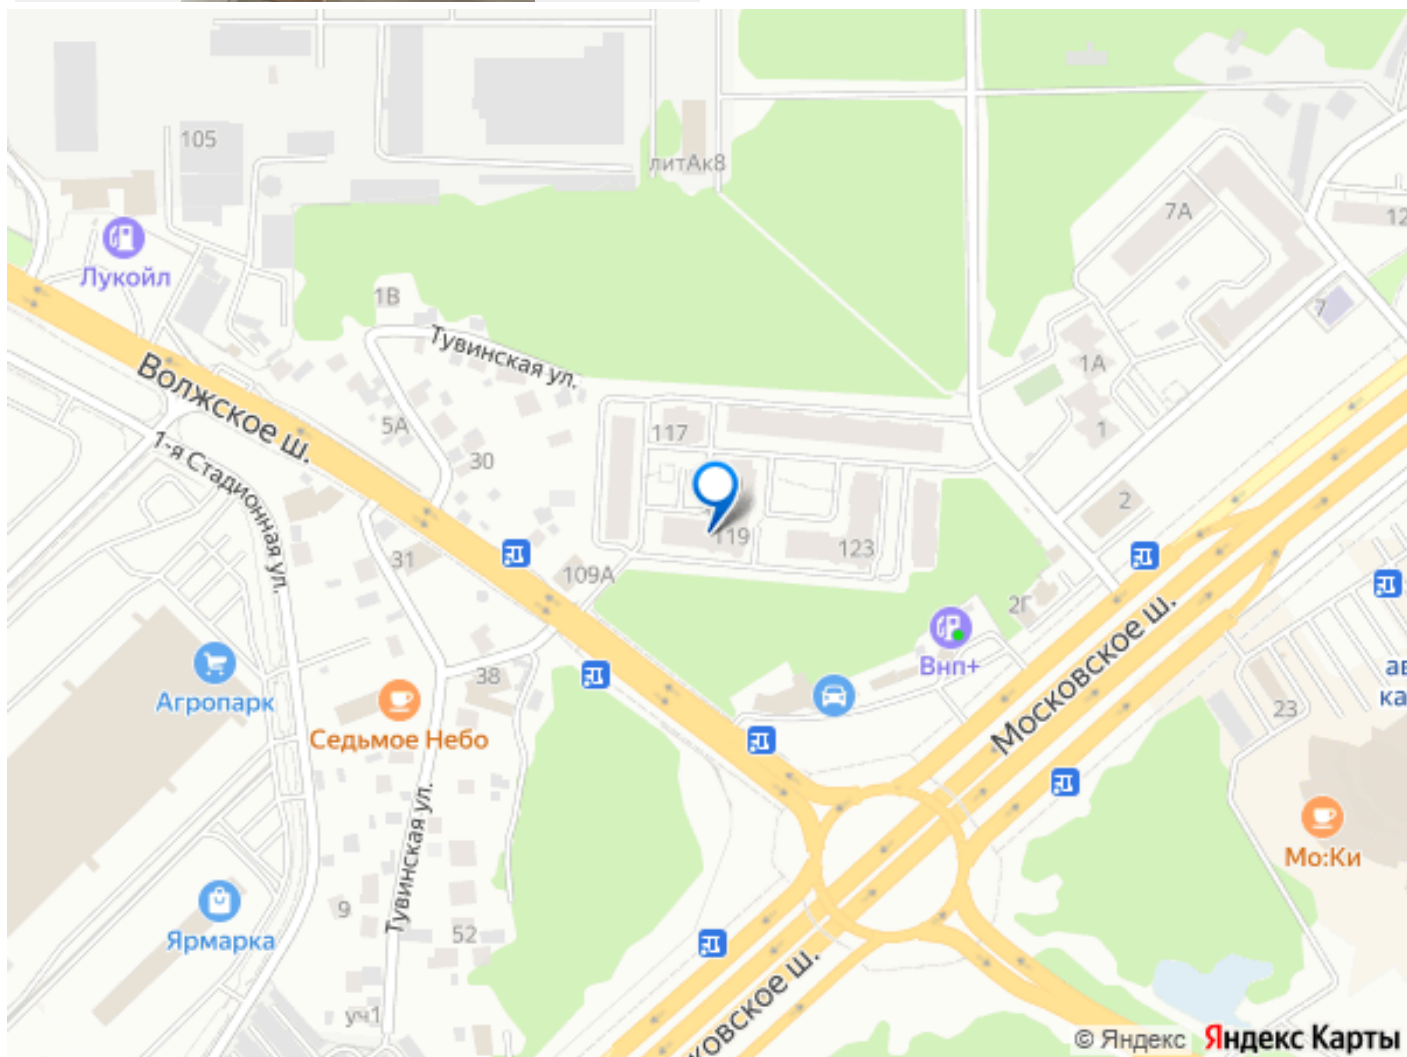 105
литАк8
7А
12
Лукойл
1В
7
Тувинская ул.
1А
Волжское ш.
5А
117
1
30
1-я Стадионная ул.
2
119
123
31
109А
2Г
Московское ш.
Внп+
ав
ка
Агропарк
38
23
Седьмое Небо
Тувинская ул.
Мо:Ки
9
52
Ярмарка
ковское ш.
уч1
© Яндекс Яндекс Карты